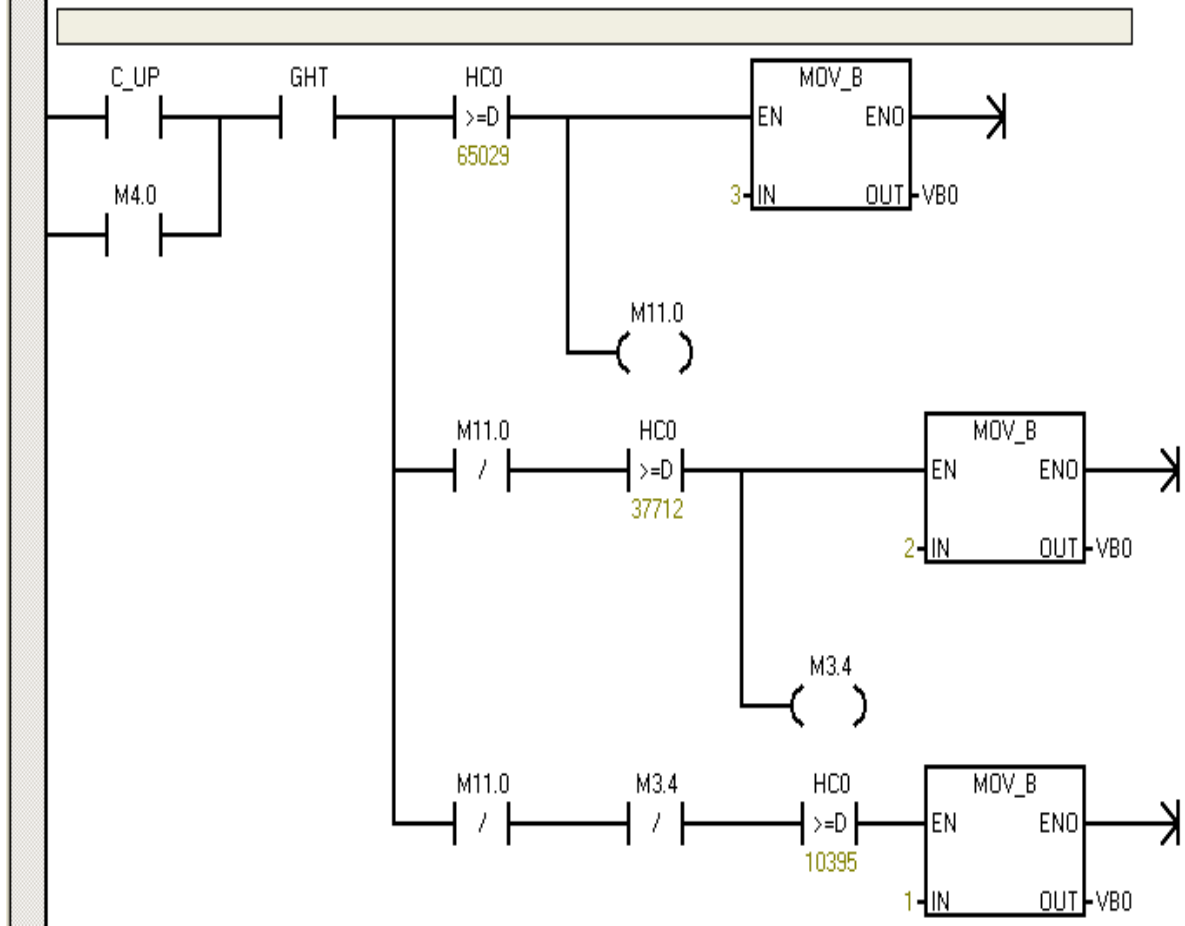 C_UP GHT HC0 MOV_B
>=D EN ENO
65029
M4.0 3 IN OUT VB0
M11.0
M11.0 HC0 MOV_B
/ >=D EN ENO
37712
2 IN OUT VB0
M3.4
M11.0 M3.4 HC0 MOV_B
/ / >=D EN ENO
10395
1 IN OUT VB0